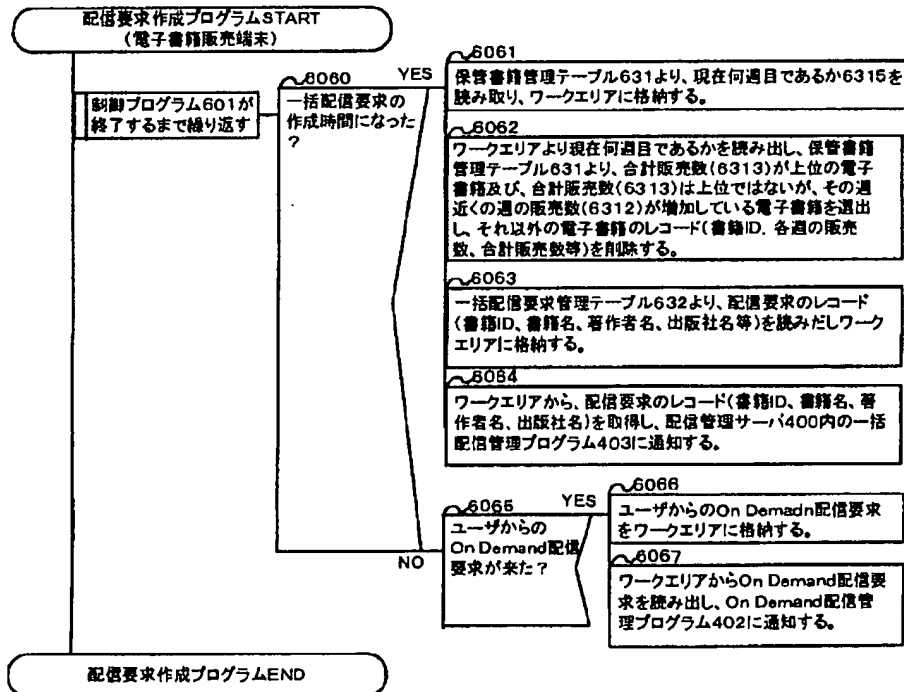 配信要求作成プログラムSTART
(電子書籍販売端末)
制御プログラム601が
終了するまで繰り返す
6060
一括配信要求の
作成時間になった
?
YES
6061
保管書籍管理テーブル631より、現在何週目であるか6315を
読み取り、ワークエリアに格納する。
6062
ワークエリアより現在何週目であるかを読み出し、保管書籍
管理テーブル631より、合計販売数(6313)が上位の電子
書籍及び、合計販売数(6313)は上位ではないが、その週
近くの週の販売数(6312)が増加している電子書籍を選出
し、それ以外の電子書籍のレコード(書籍ID、各週の販売
数、合計販売数等)を削除する。
6063
一括配信要求管理テーブル632より、配信要求のレコード
(書籍ID、書籍名、著作者名、出版社名等)を読みだしワーク
エリアに格納する。
6064
ワークエリアから、配信要求のレコード(書籍ID、書籍名、著
作者名、出版社名)を取得し、配信管理サーバ400内の一括
配信管理プログラム403に通知する。
NO
6065
ユーザからの
On Demand配信
要求が来た?
YES
6066
ユーザからのOn Demadn配信要求
をワークエリアに格納する。
6067
ワークエリアからOn Demand配信要
求を読み出し、On Demand配信管
理プログラム402に通知する。
配信要求作成プログラムEND